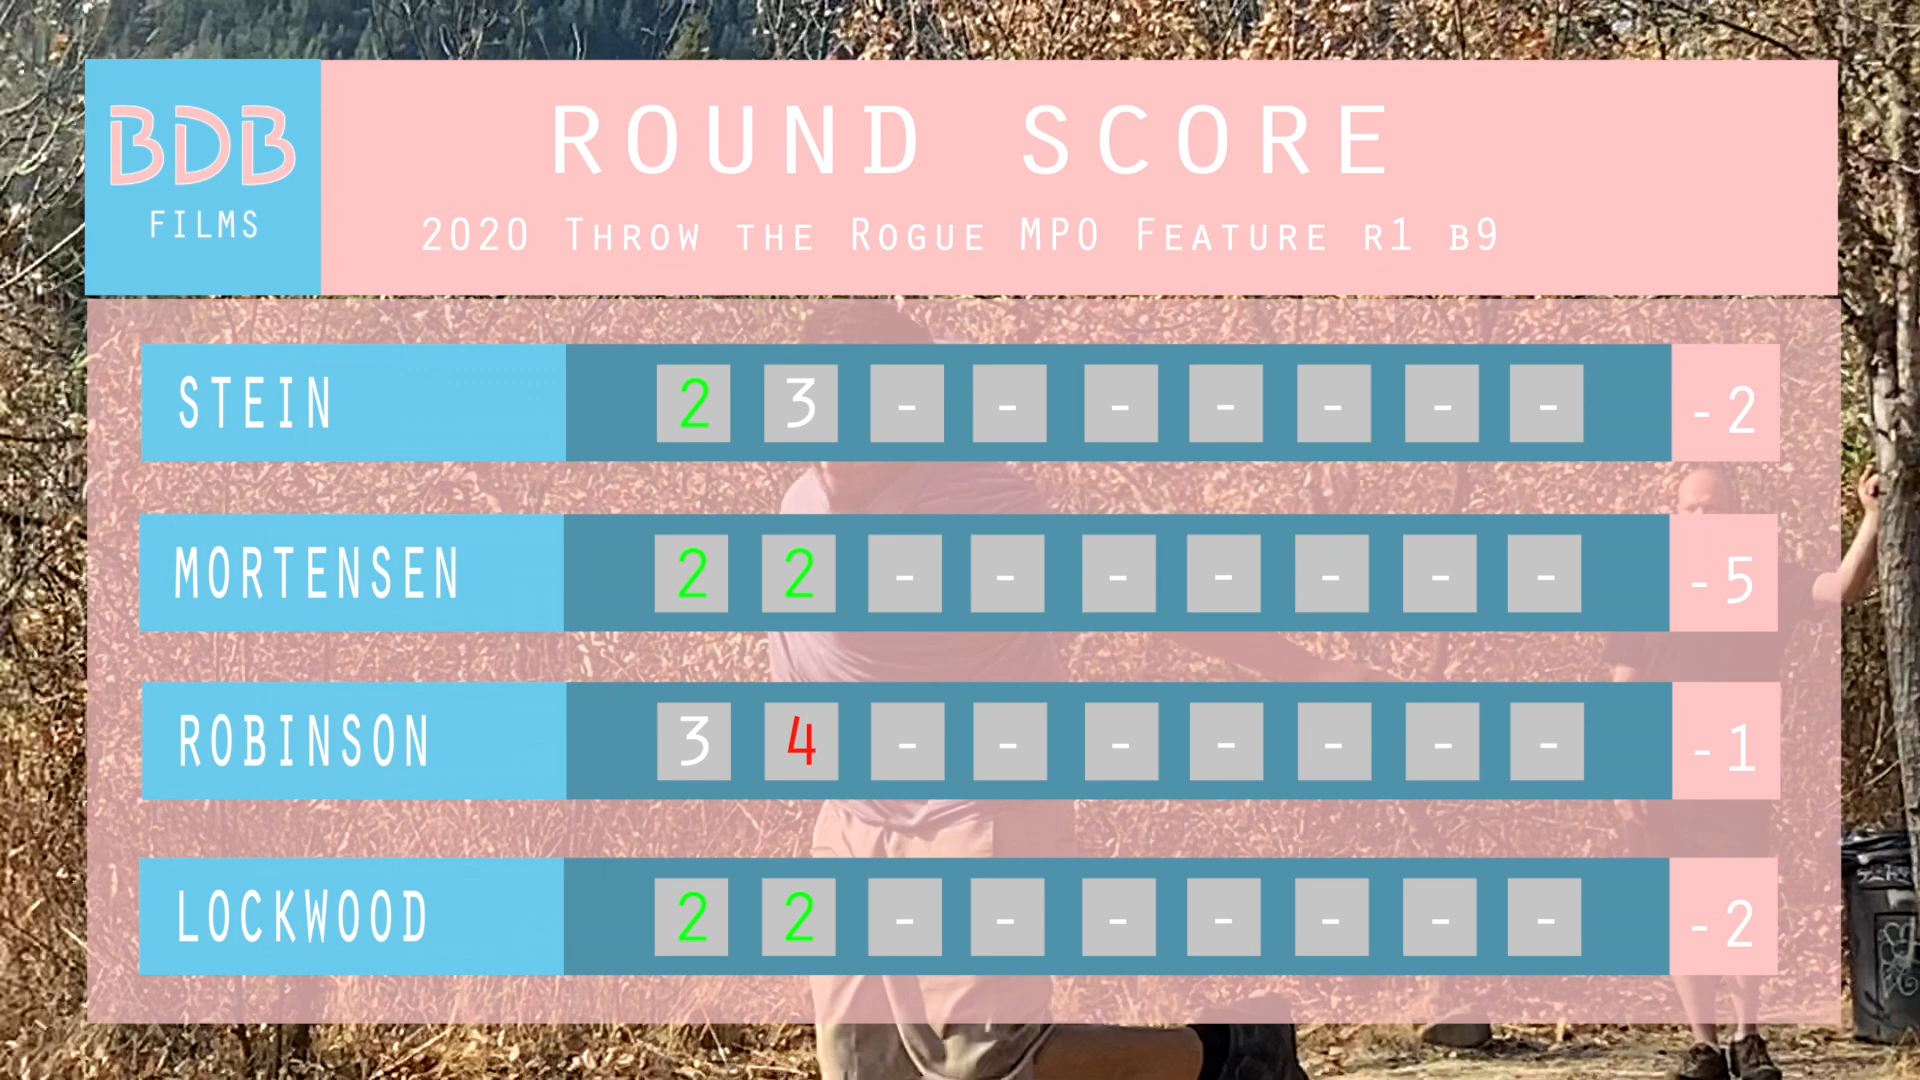 BDB
FILMS
ROUND SCORE
2020 Throw the Rogue MPO Feature r1 b9
STEIN 2 3 - - - - - - - -2
MORTENSEN 2 2 - - - - - - - -5
ROBINSON 3 4 - - - - - - - -1
LOCKWOOD 2 2 - - - - - - - -2